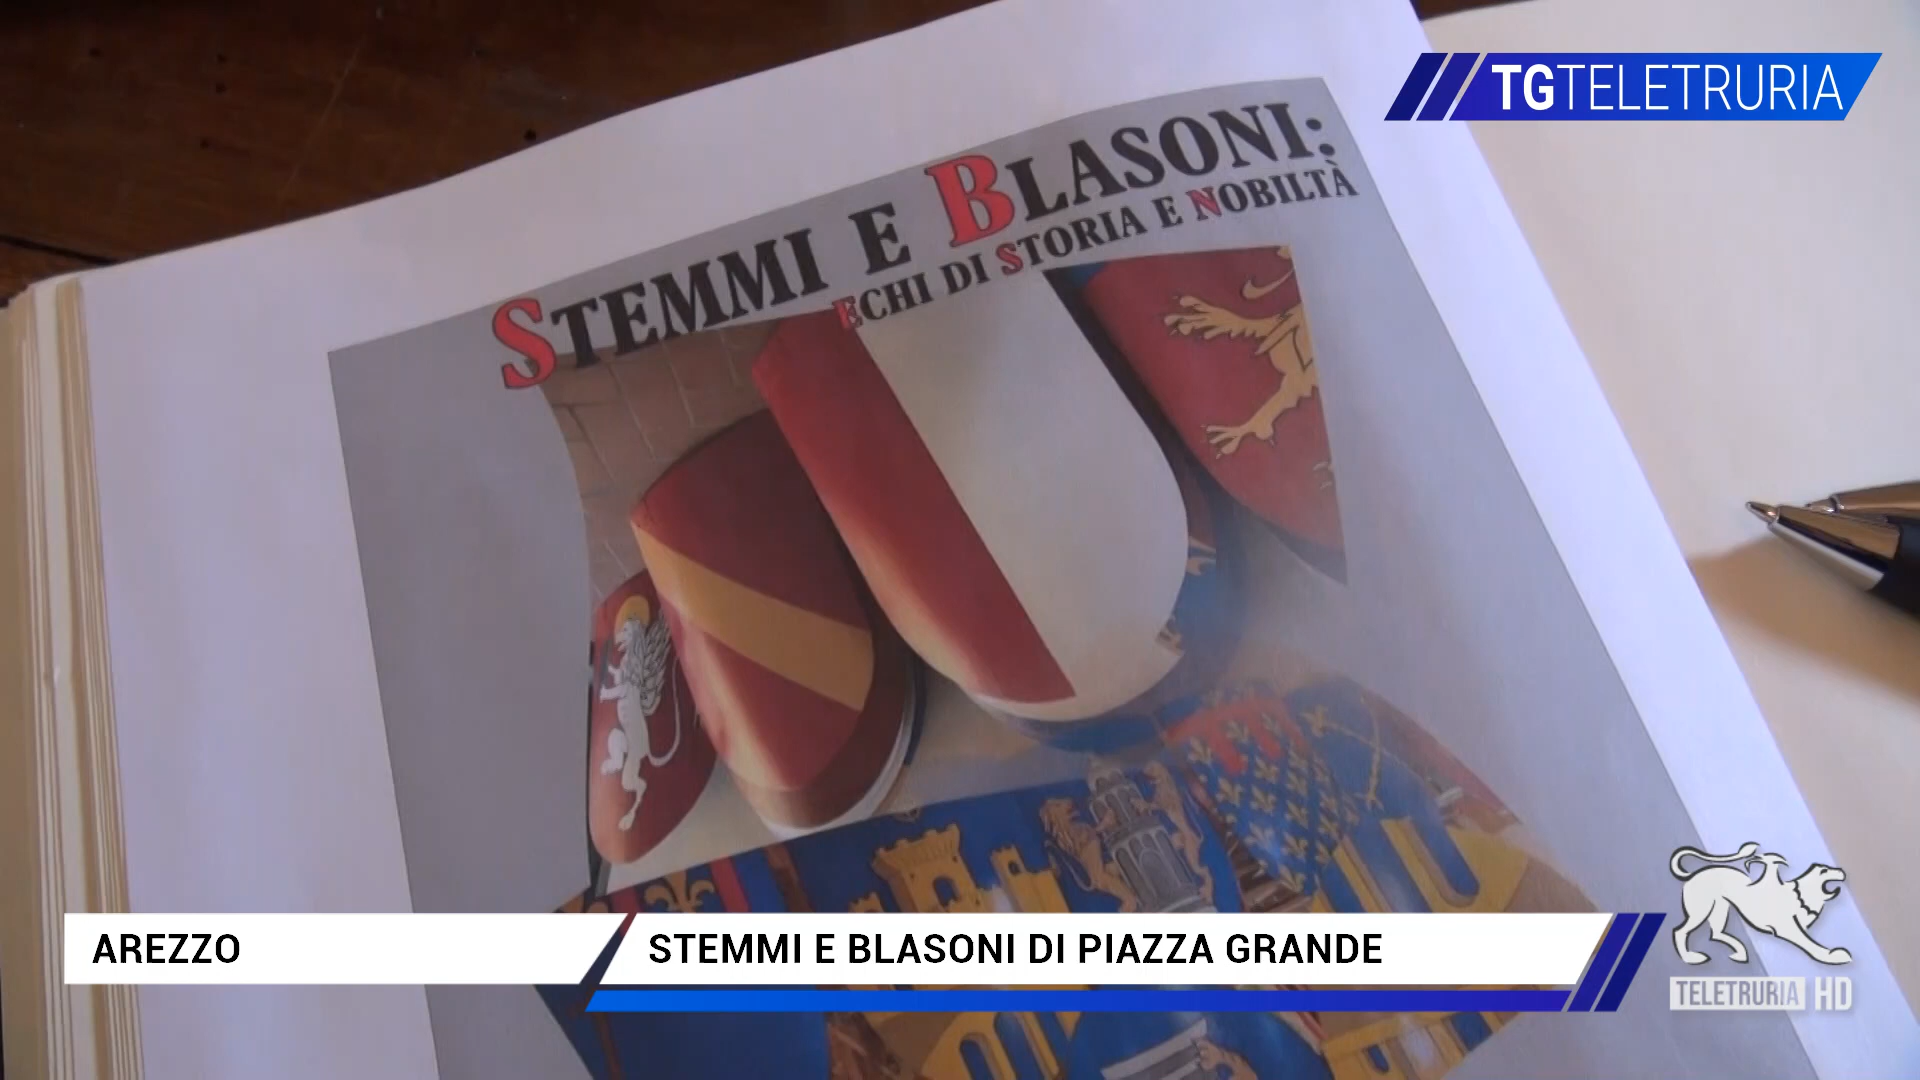 TGTELETRURIA
STEMMI E BLASONI:
ECHI DI STORIA E NOBILTÀ
AREZZO
STEMMI E BLASONI DI PIAZZA GRANDE
TELETRURIA HD